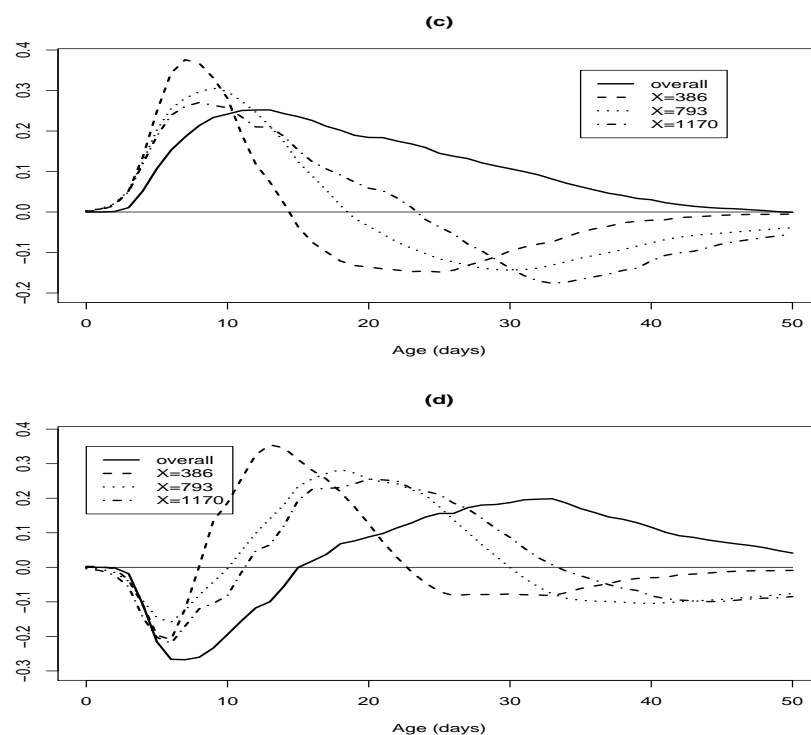 (c)
0.4
0.3
0.2
0.1
0.0
-0.1
-0.2
overall
X=386
X=793
X=1170
0 10 20 30 40 50
Age (days)
(d)
0.4
0.3
0.2
0.1
0.0
-0.1
-0.2
-0.3
overall
X=386
X=793
X=1170
0 10 20 30 40 50
Age (days)